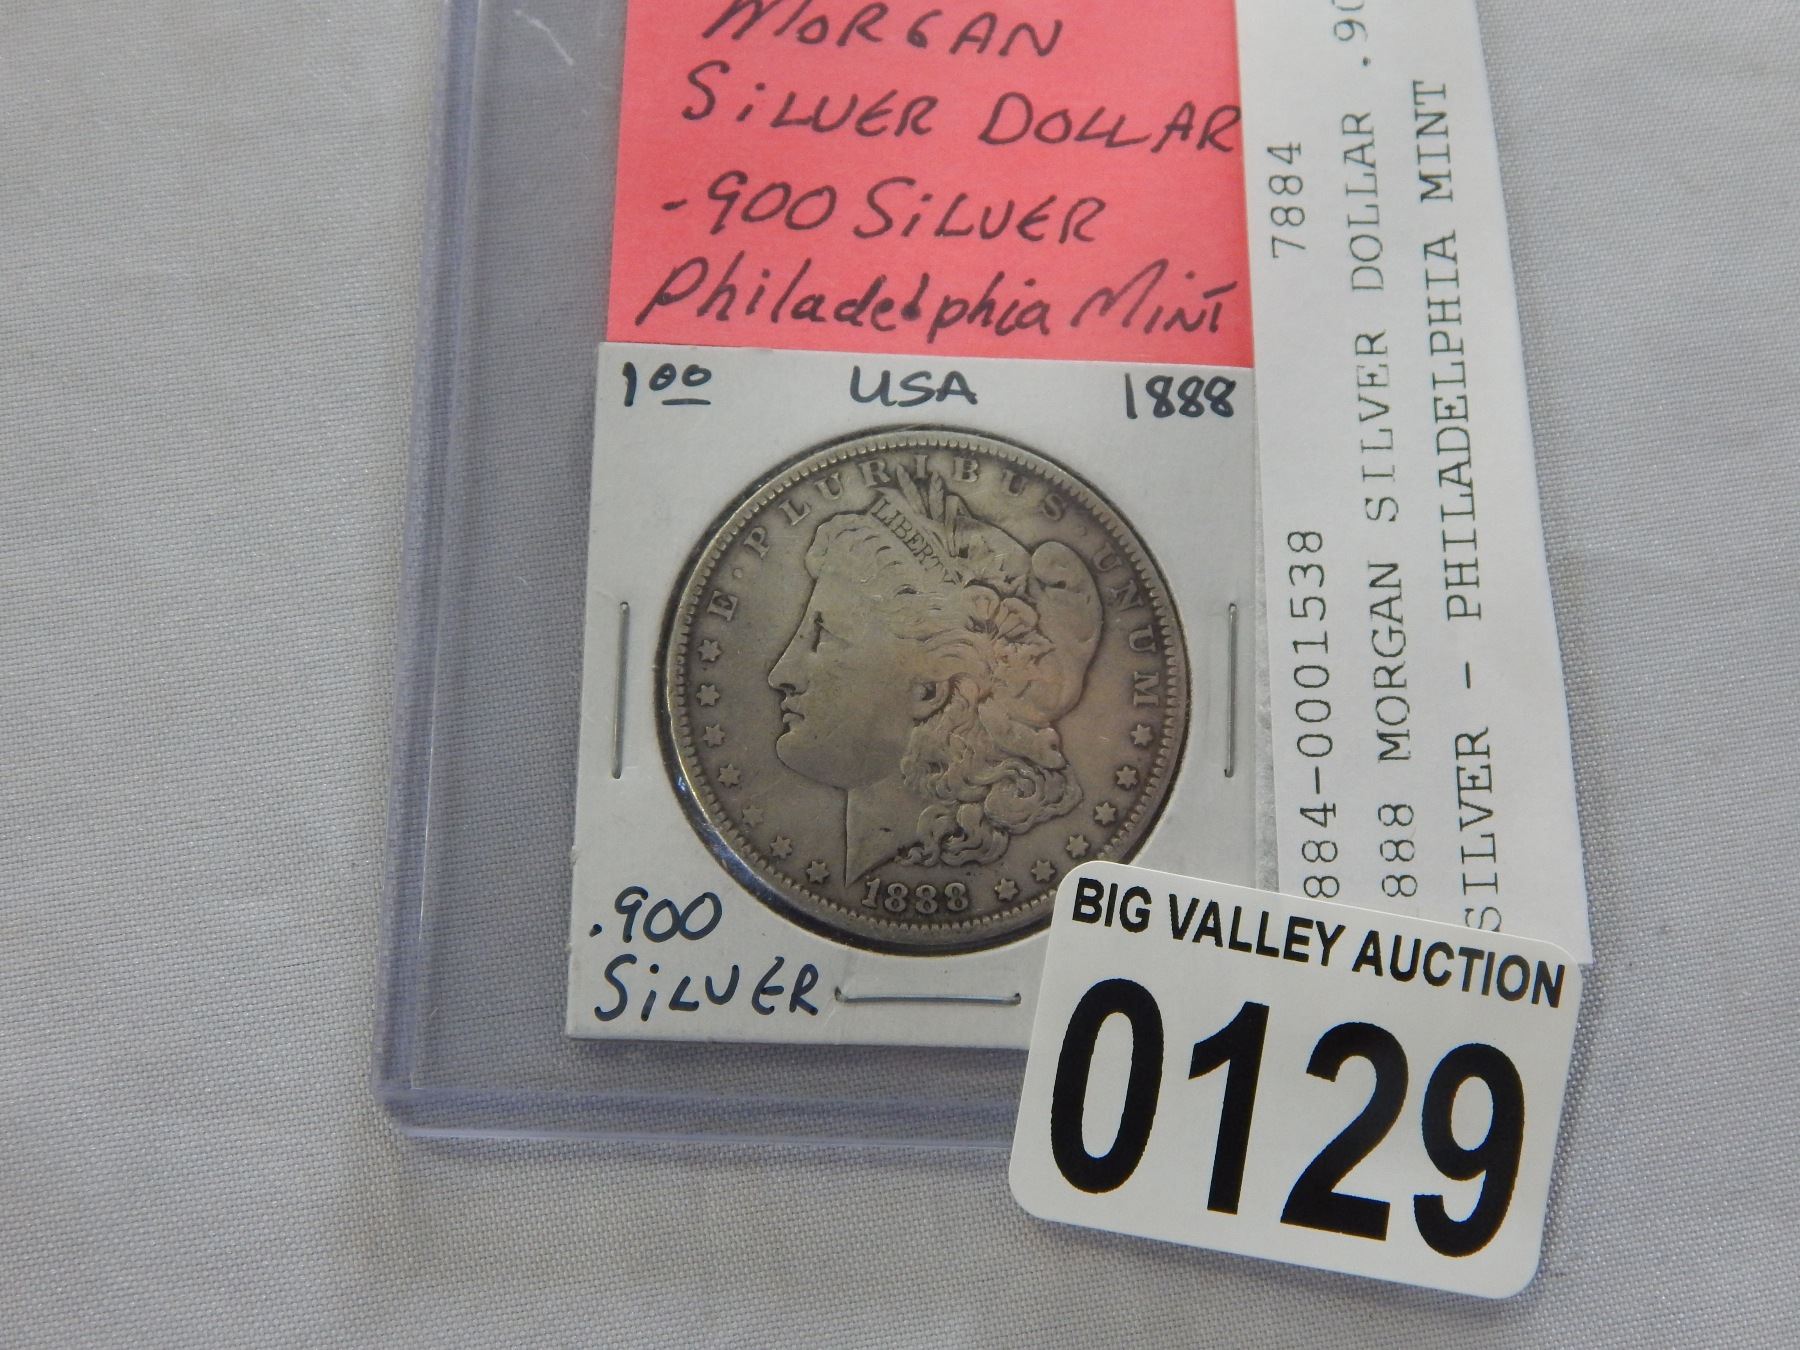 MORGAN
SiLVER DOLLAR
.900 SiLVER
Philadelphia MiNT
1.00 USA 1888
E · PLURIBUS · UNUM
LIBERTY
1888
.900
SiLVER
7884
884-0001538
888 MORGAN SILVER DOLLAR .90
SILVER - PHILADELPHIA MINT
BIG VALLEY AUCTION
0129